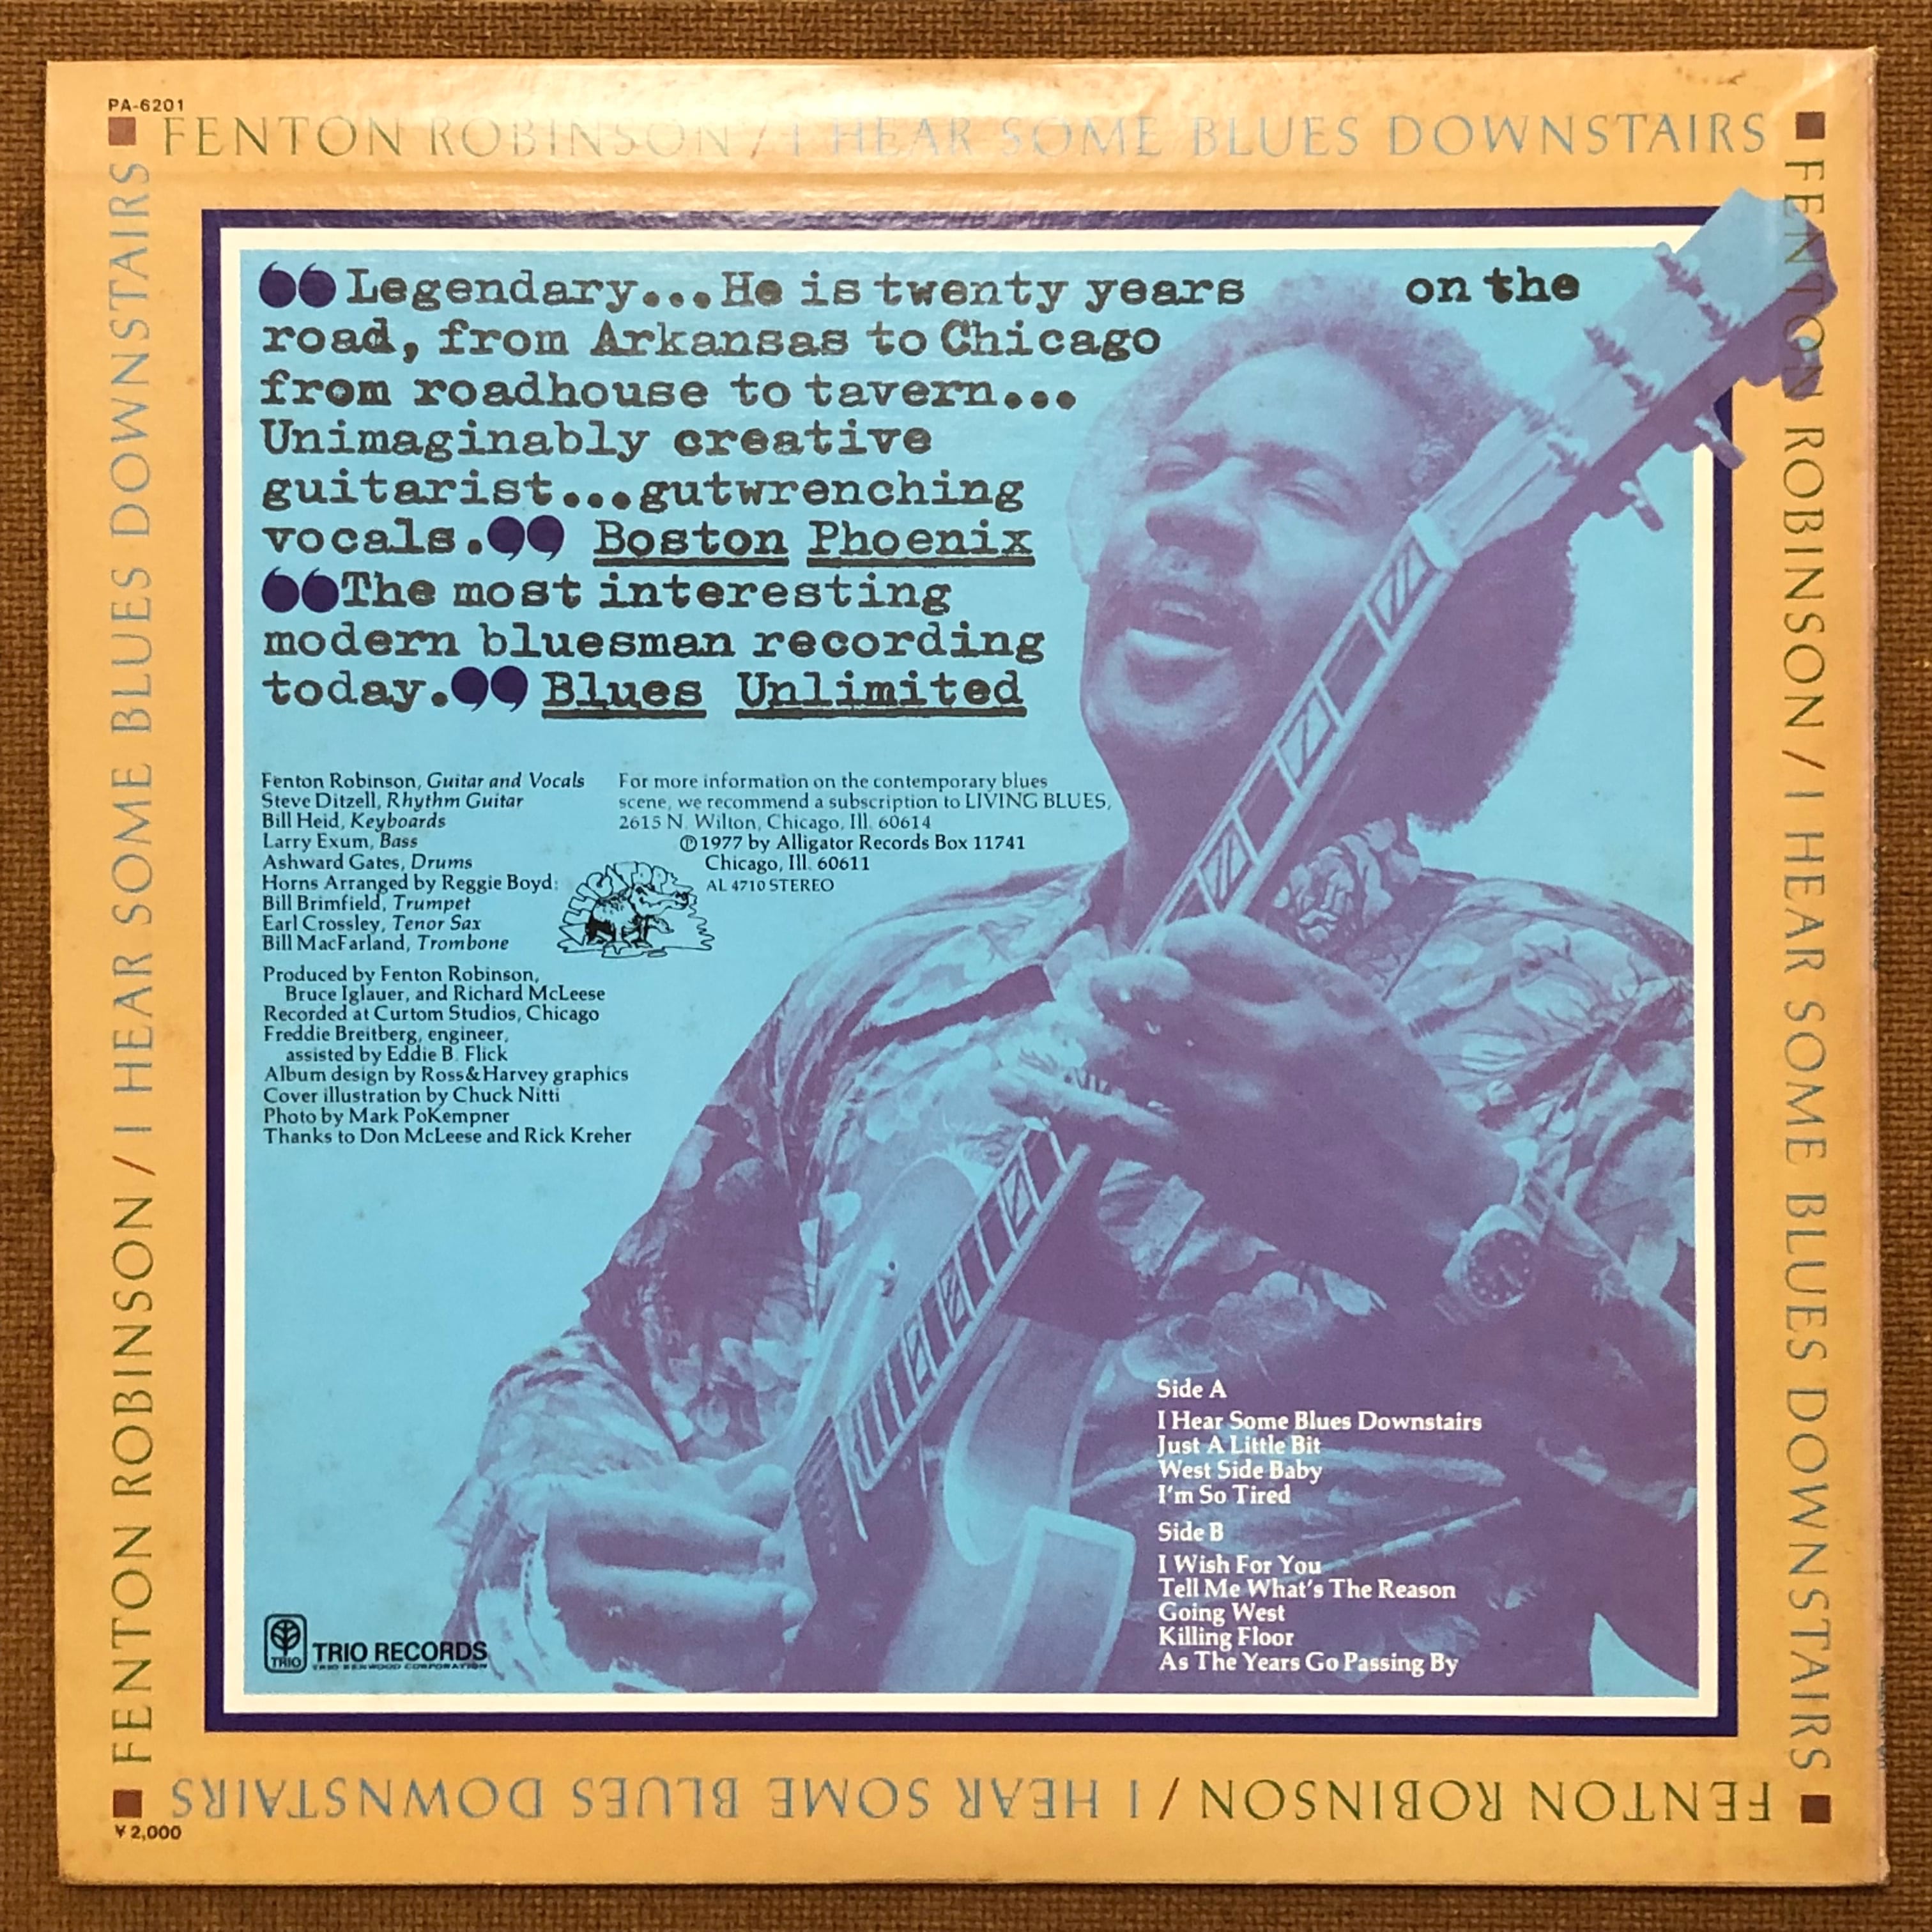 PA-6201
FENTON ROBINSON / I HEAR SOME BLUES DOWNSTAIRS
FENTON ROBINSON / I HEAR SOME BLUES DOWNSTAIRS
FENTON ROBINSON / I HEAR SOME BLUES DOWNSTAIRS
FENTON ROBINSON / I HEAR SOME BLUES DOWNSTAIRS
“Legendary...He is twenty years on the
road, from Arkansas to Chicago
from roadhouse to tavern...
Unimaginably creative
guitarist...gutwrenching
vocals.” Boston Phoenix
“The most interesting
modern bluesman recording
today.” Blues Unlimited
Fenton Robinson, Guitar and Vocals
Steve Ditzell, Rhythm Guitar
Bill Heid, Keyboards
Larry Exum, Bass
Ashward Gates, Drums
Horns Arranged by Reggie Boyd:
Bill Brimfield, Trumpet
Earl Crossley, Tenor Sax
Bill MacFarland, Trombone
Produced by Fenton Robinson,
Bruce Iglauer, and Richard McLeese
Recorded at Curtom Studios, Chicago
Freddie Breitberg, engineer,
assisted by Eddie B. Flick
Album design by Ross&Harvey graphics
Cover illustration by Chuck Nitti
Photo by Mark PoKempner
Thanks to Don McLeese and Rick Kreher
For more information on the contemporary blues
scene, we recommend a subscription to LIVING BLUES,
2615 N. Wilton, Chicago, Ill. 60614
℗1977 by Alligator Records Box 11741
Chicago, Ill. 60611
AL 4710 STEREO
ALLIGATOR
Side A
I Hear Some Blues Downstairs
Just A Little Bit
West Side Baby
I'm So Tired
Side B
I Wish For You
Tell Me What's The Reason
Going West
Killing Floor
As The Years Go Passing By
TRIO
TRIO RECORDS
TRIO KENWOOD CORPORATION
¥2,000